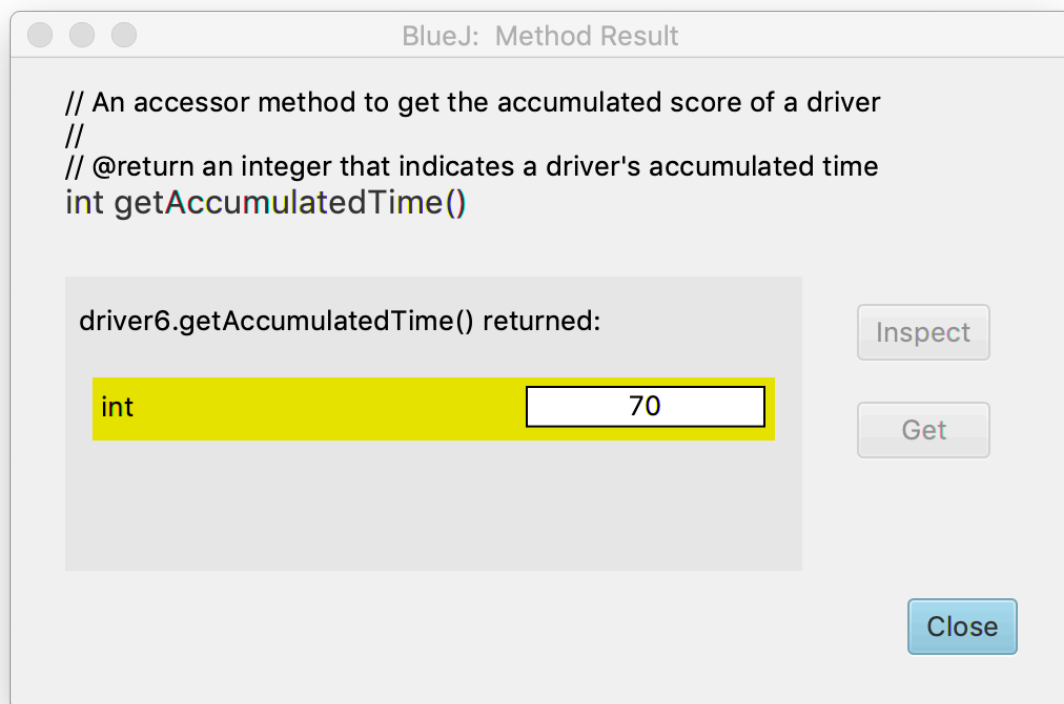 BlueJ:  Method Result
// An accessor method to get the accumulated score of a driver
//
// @return an integer that indicates a driver's accumulated time
int getAccumulatedTime()
driver6.getAccumulatedTime() returned:
Inspect
int 70
Get
Close